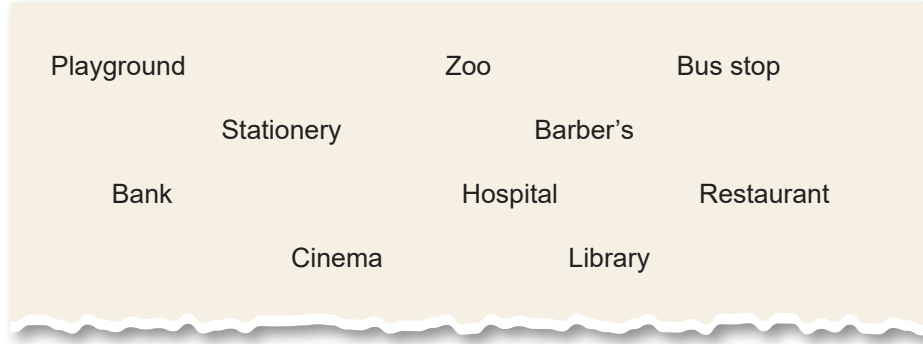 Playground Zoo Bus stop
Stationery Barber’s
Bank Hospital Restaurant
Cinema Library